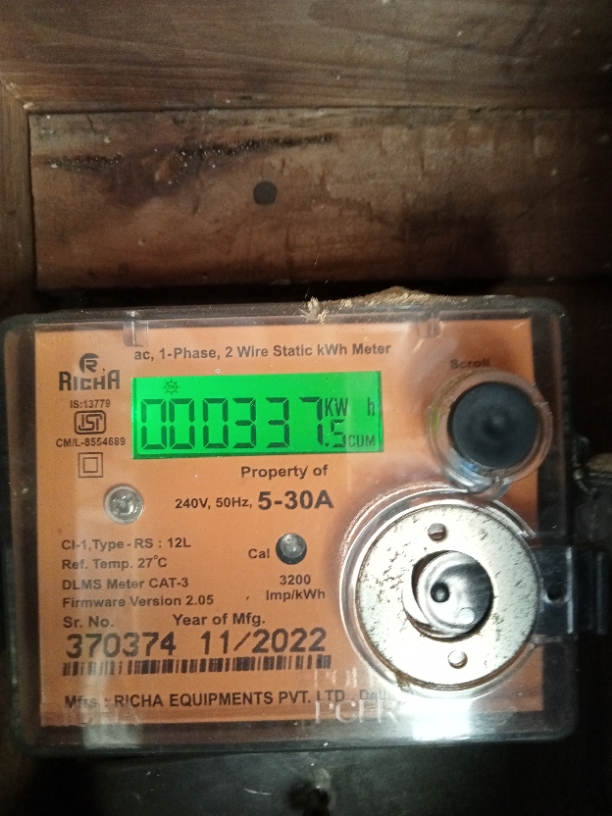 ac, 1-Phase, 2 Wire Static kWh Meter
Scroll
R
RICHA
IS:13779
ISI
CM/L-8554689
000337.5 KW h
CUM
Property of
240V, 50Hz, 5-30A
Cl-1, Type - RS : 12L
Ref. Temp. 27°C
Cal
3200
Imp/kWh
DLMS Meter CAT-3
Firmware Version 2.05
Sr. No. Year of Mfg.
370374 11/2022
Mfrs : RICHA EQUIPMENTS PVT. LTD.